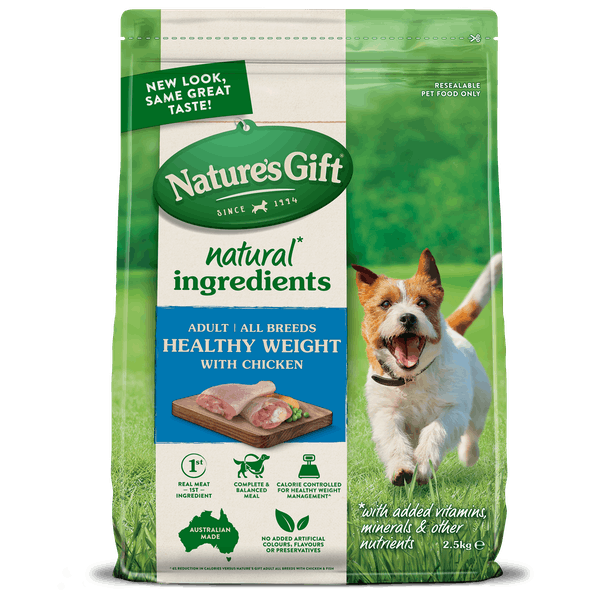 NEW LOOK,
SAME GREAT
TASTE!
RESEALABLE
PET FOOD ONLY
Nature's Gift
SINCE 1994
natural*
ingredients
ADULT | ALL BREEDS
HEALTHY WEIGHT
WITH CHICKEN
1st
REAL MEAT
—1ST—
INGREDIENT
COMPLETE &
BALANCED
MEAL
CALORIE CONTROLLED
FOR HEALTHY WEIGHT
MANAGEMENT^
AUSTRALIAN
MADE
NO ADDED ARTIFICIAL
COLOURS, FLAVOURS
OR PRESERVATIVES
*with added vitamins,
minerals & other
nutrients
2.5kg ℮